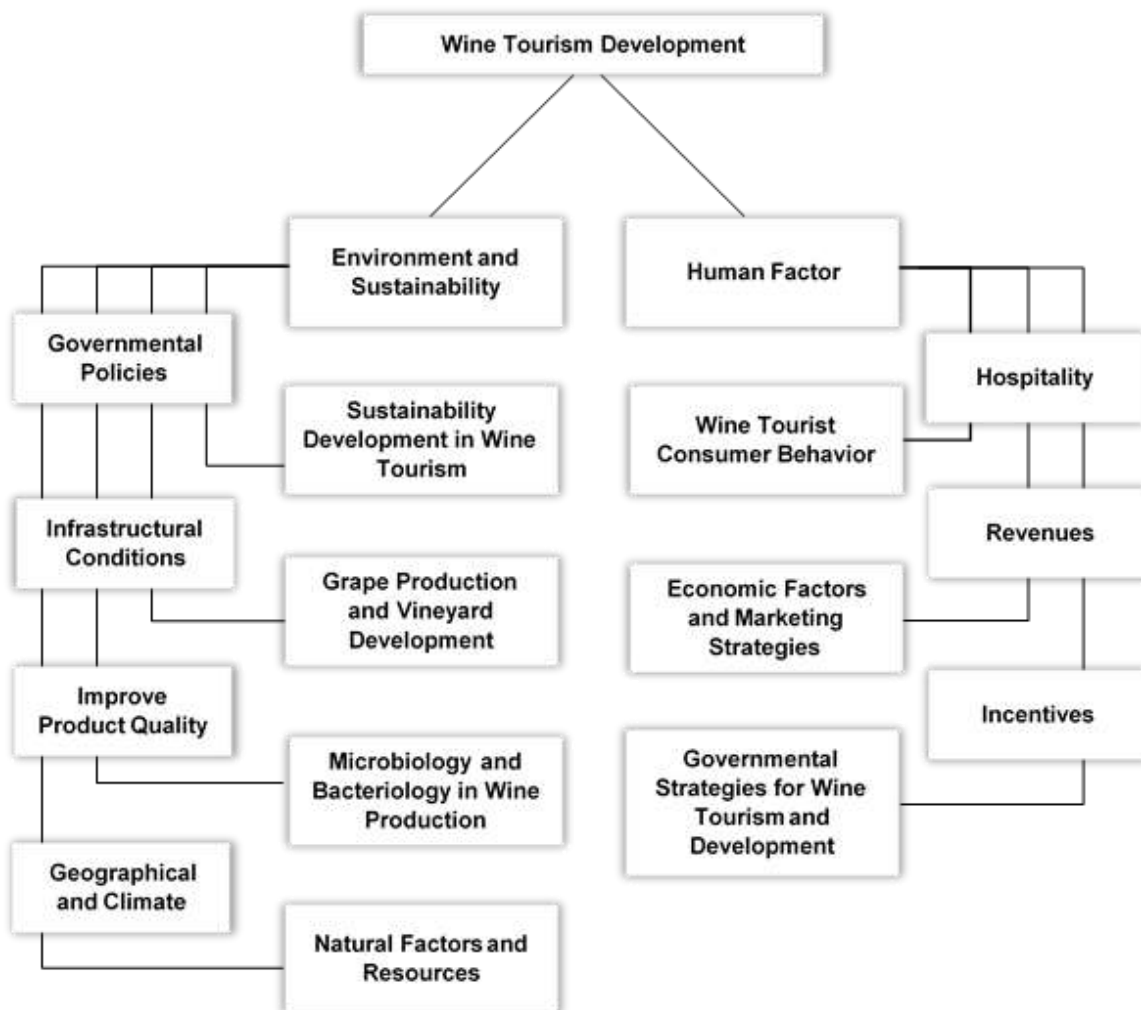 Wine Tourism Development
Environment and
Sustainability
Human Factor
Governmental
Policies
Hospitality
Sustainability
Development in Wine
Tourism
Wine Tourist
Consumer Behavior
Infrastructural
Conditions
Revenues
Grape Production
and Vineyard
Development
Economic Factors
and Marketing
Strategies
Improve
Product Quality
Incentives
Microbiology and
Bacteriology in Wine
Production
Governmental
Strategies for Wine
Tourism and
Development
Geographical
and Climate
Natural Factors and
Resources